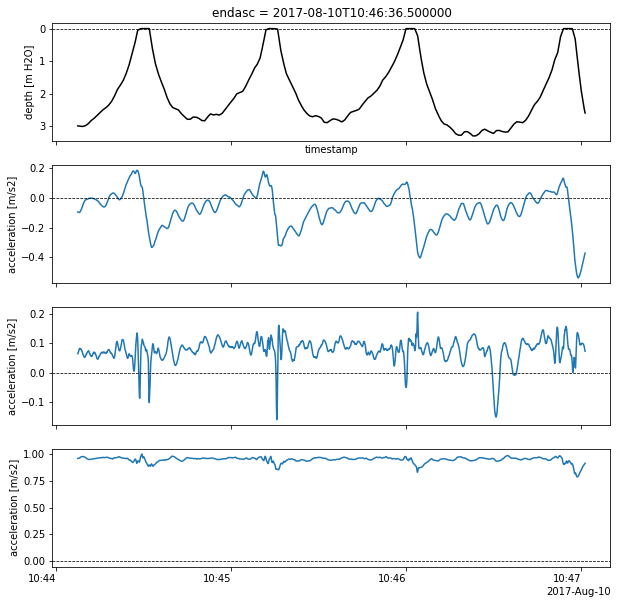 endasc = 2017-08-10T10:46:36.500000
0
1
2
3
depth [m H2O]
timestamp
0.2
0.0
−0.2
−0.4
acceleration [m/s2]
0.2
0.1
0.0
−0.1
acceleration [m/s2]
1.00
0.75
0.50
0.25
0.00
acceleration [m/s2]
10:44 10:45 10:46 10:47
2017-Aug-10